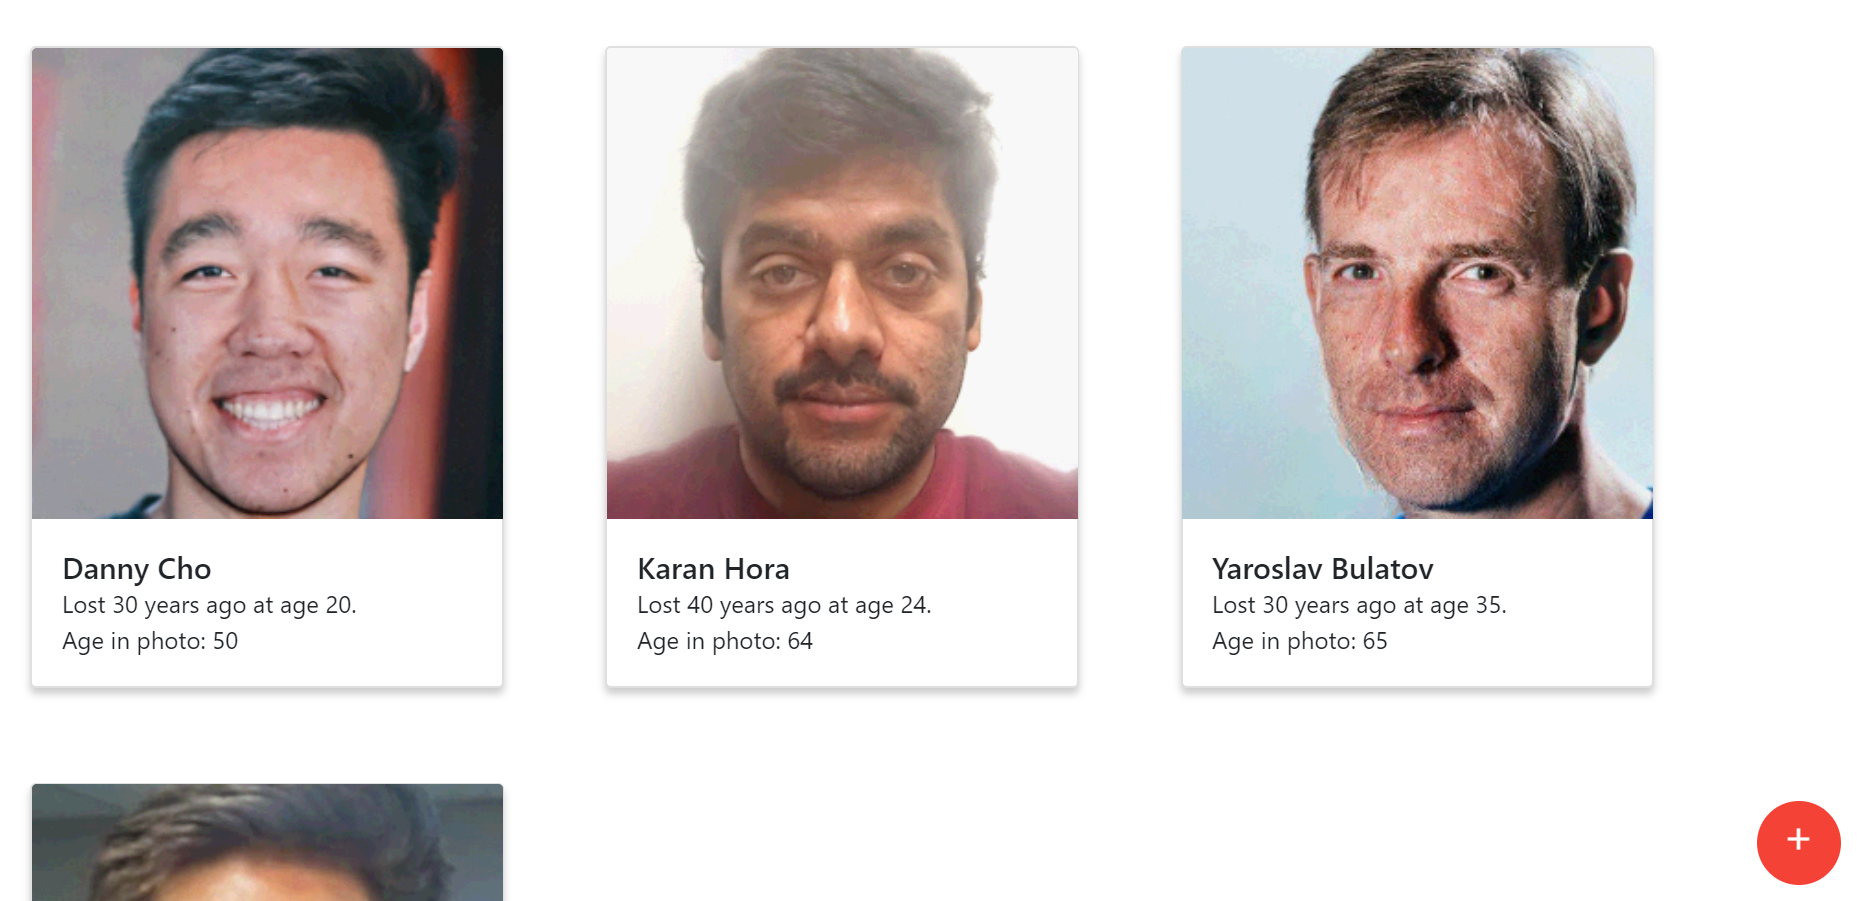 Danny Cho
Lost 30 years ago at age 20.
Age in photo: 50
Karan Hora
Lost 40 years ago at age 24.
Age in photo: 64
Yaroslav Bulatov
Lost 30 years ago at age 35.
Age in photo: 65
+